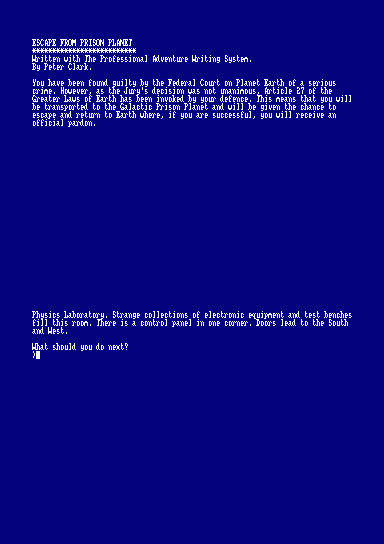 ESCAPE FROM PRISON PLANET
**************************
Written with The Professional Adventure Writing System.
By Peter Clark.
You have been found guilty by the Federal Court on Planet Earth of a serious
crime. However, as the Jury's decision was not unanimous, Article 27 of the
Greater Laws of Earth has been invoked by your defence. This means that you will
be transported to the Galactic Prison Planet and will be given the chance to
escape and return to Earth where, if you are successful, you will receive an
official pardon.
Physics Laboratory. Strange collections of electronic equipment and test benches
fill this room. There is a control panel in one corner. Doors lead to the South
and West.
What should you do next?
>